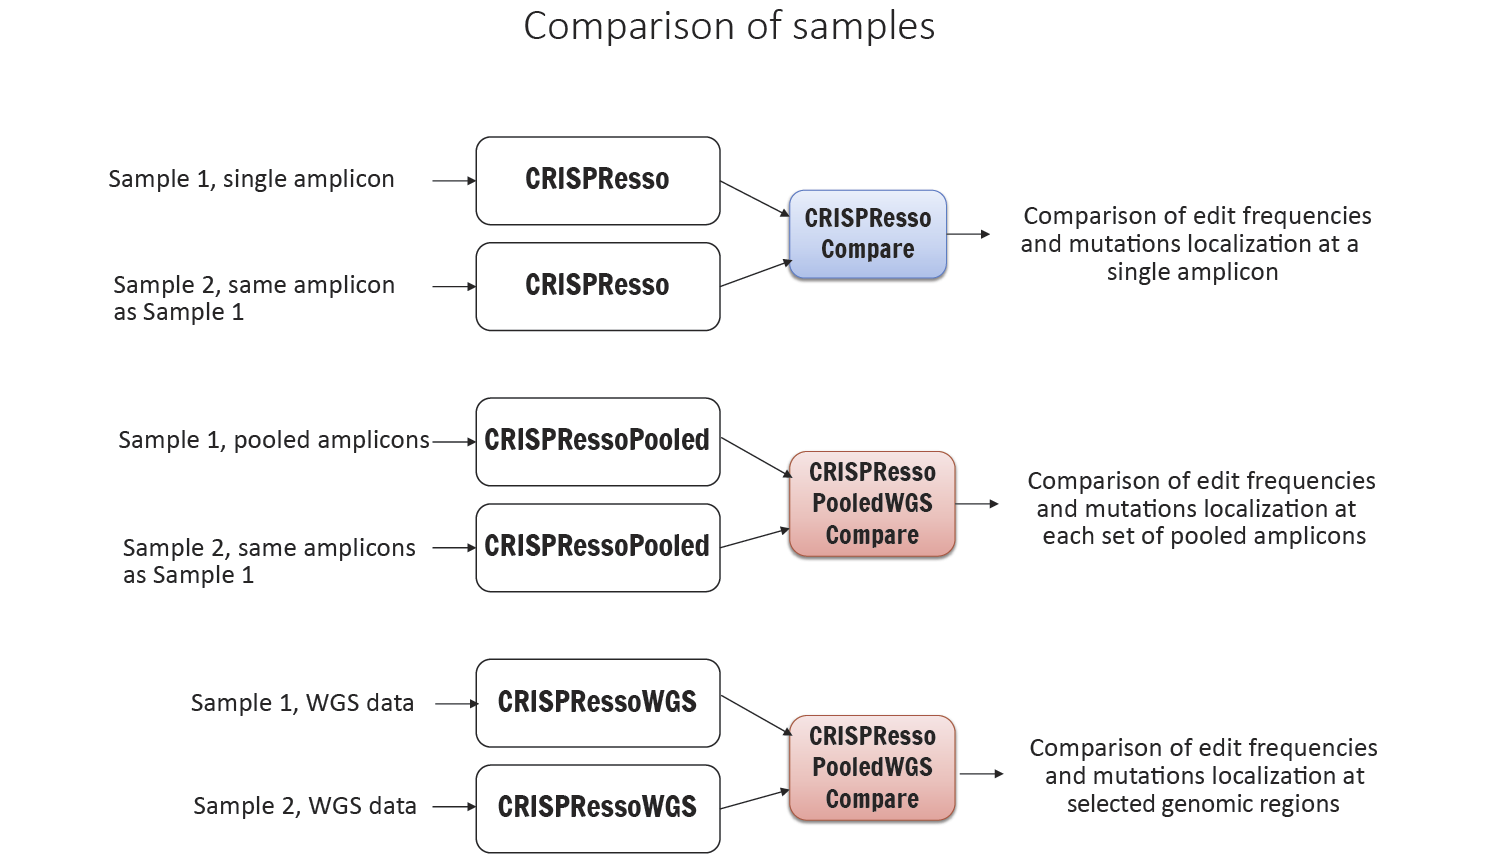 Comparison of samples
Sample 1, single amplicon
CRISPResso
Sample 2, same amplicon
as Sample 1
CRISPResso
CRISPResso
Compare
Comparison of edit frequencies
and mutations localization at a
single amplicon
Sample 1, pooled amplicons
CRISPRessoPooled
Sample 2, same amplicons
as Sample 1
CRISPRessoPooled
CRISPResso
PooledWGS
Compare
Comparison of edit frequencies
and mutations localization at
each set of pooled amplicons
Sample 1, WGS data
CRISPRessoWGS
Sample 2, WGS data
CRISPRessoWGS
CRISPResso
PooledWGS
Compare
Comparison of edit frequencies
and mutations localization at
selected genomic regions